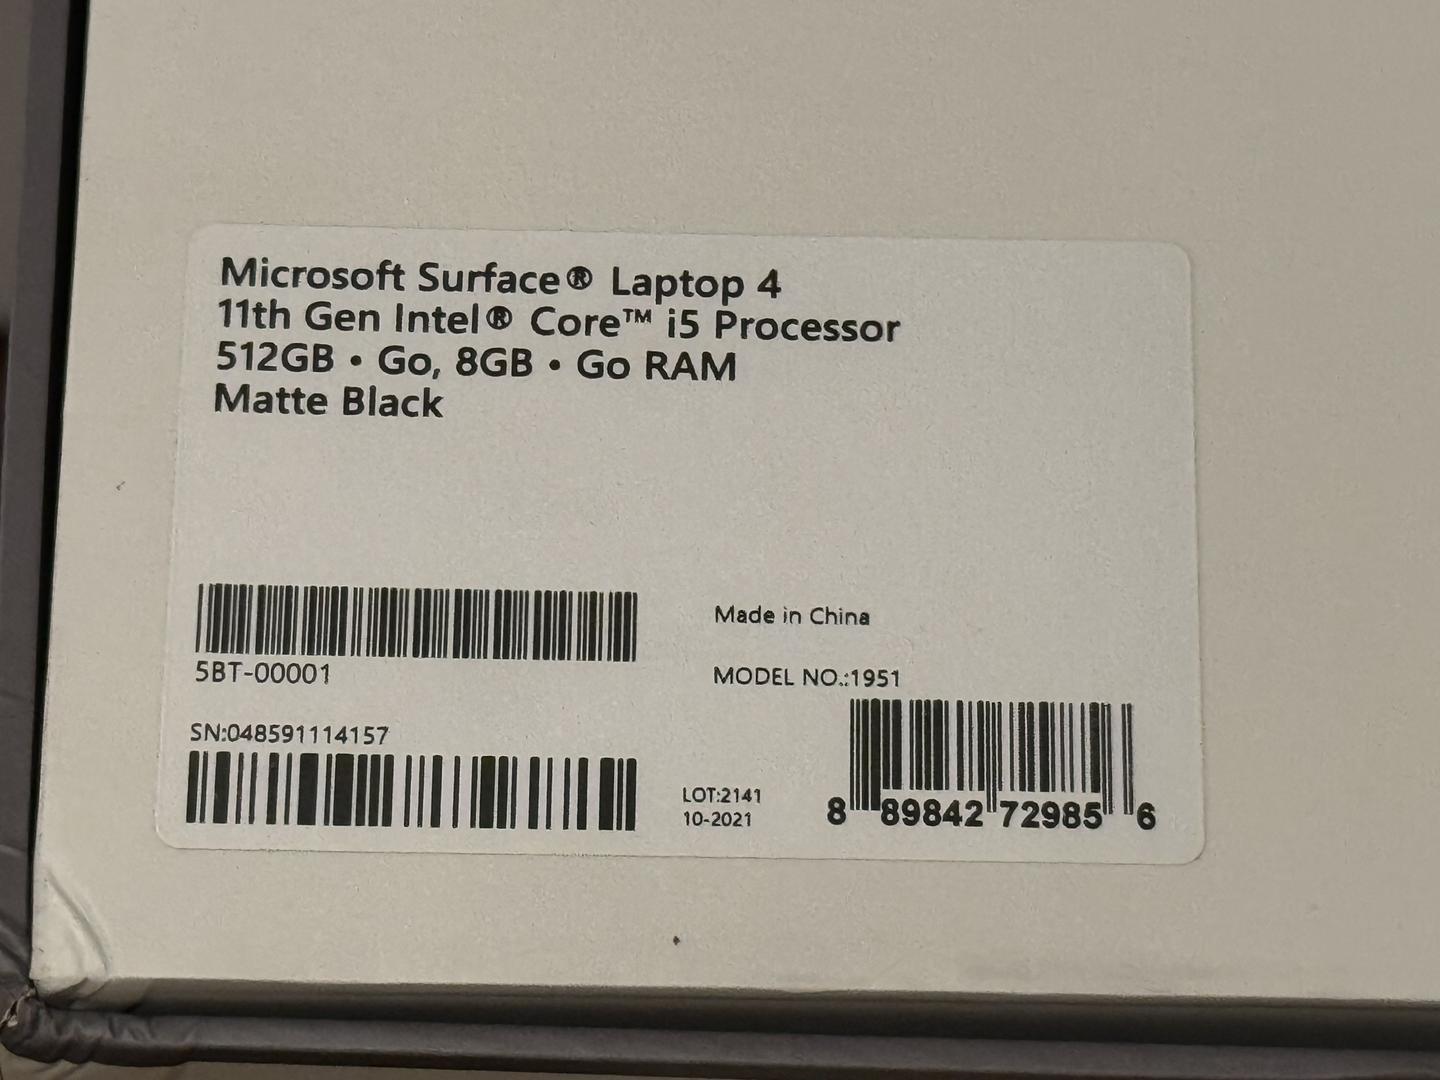 Microsoft Surface® Laptop 4
11th Gen Intel® Core™ i5 Processor
512GB • Go, 8GB • Go RAM
Matte Black
5BT-00001
SN:048591114157
Made in China
MODEL NO.:1951
LOT:2141
10-2021
8 89842 72985 6